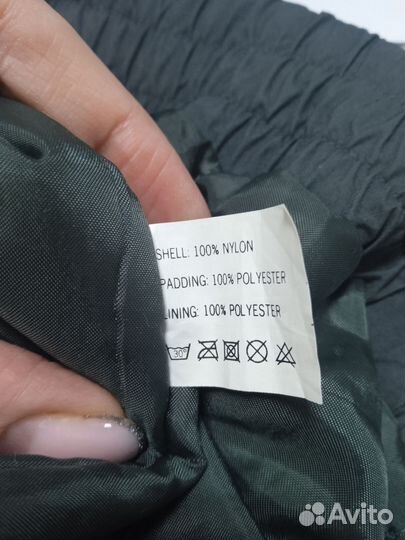 SHELL: 100% NYLON
PADDING: 100% POLYESTER
LINING: 100% POLYESTER
30°
Avito